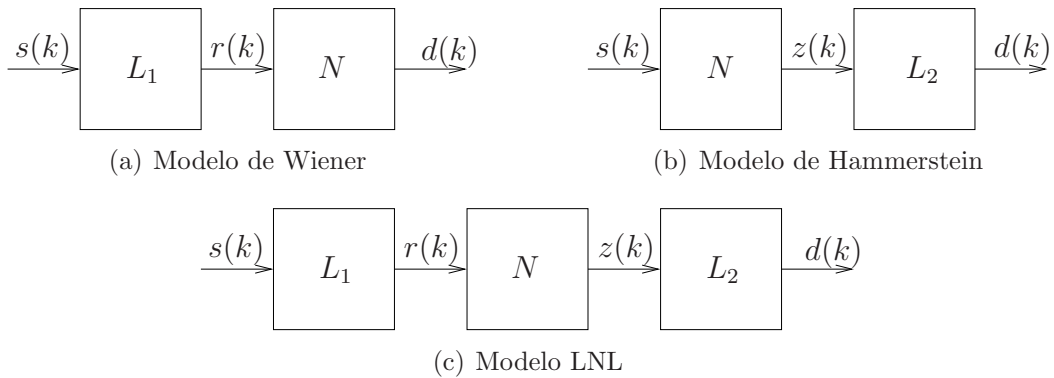 s(k) L₁ r(k) N d(k)
s(k) N z(k) L₂ d(k)
(a) Modelo de Wiener
(b) Modelo de Hammerstein
s(k) L₁ r(k) N z(k) L₂ d(k)
(c) Modelo LNL